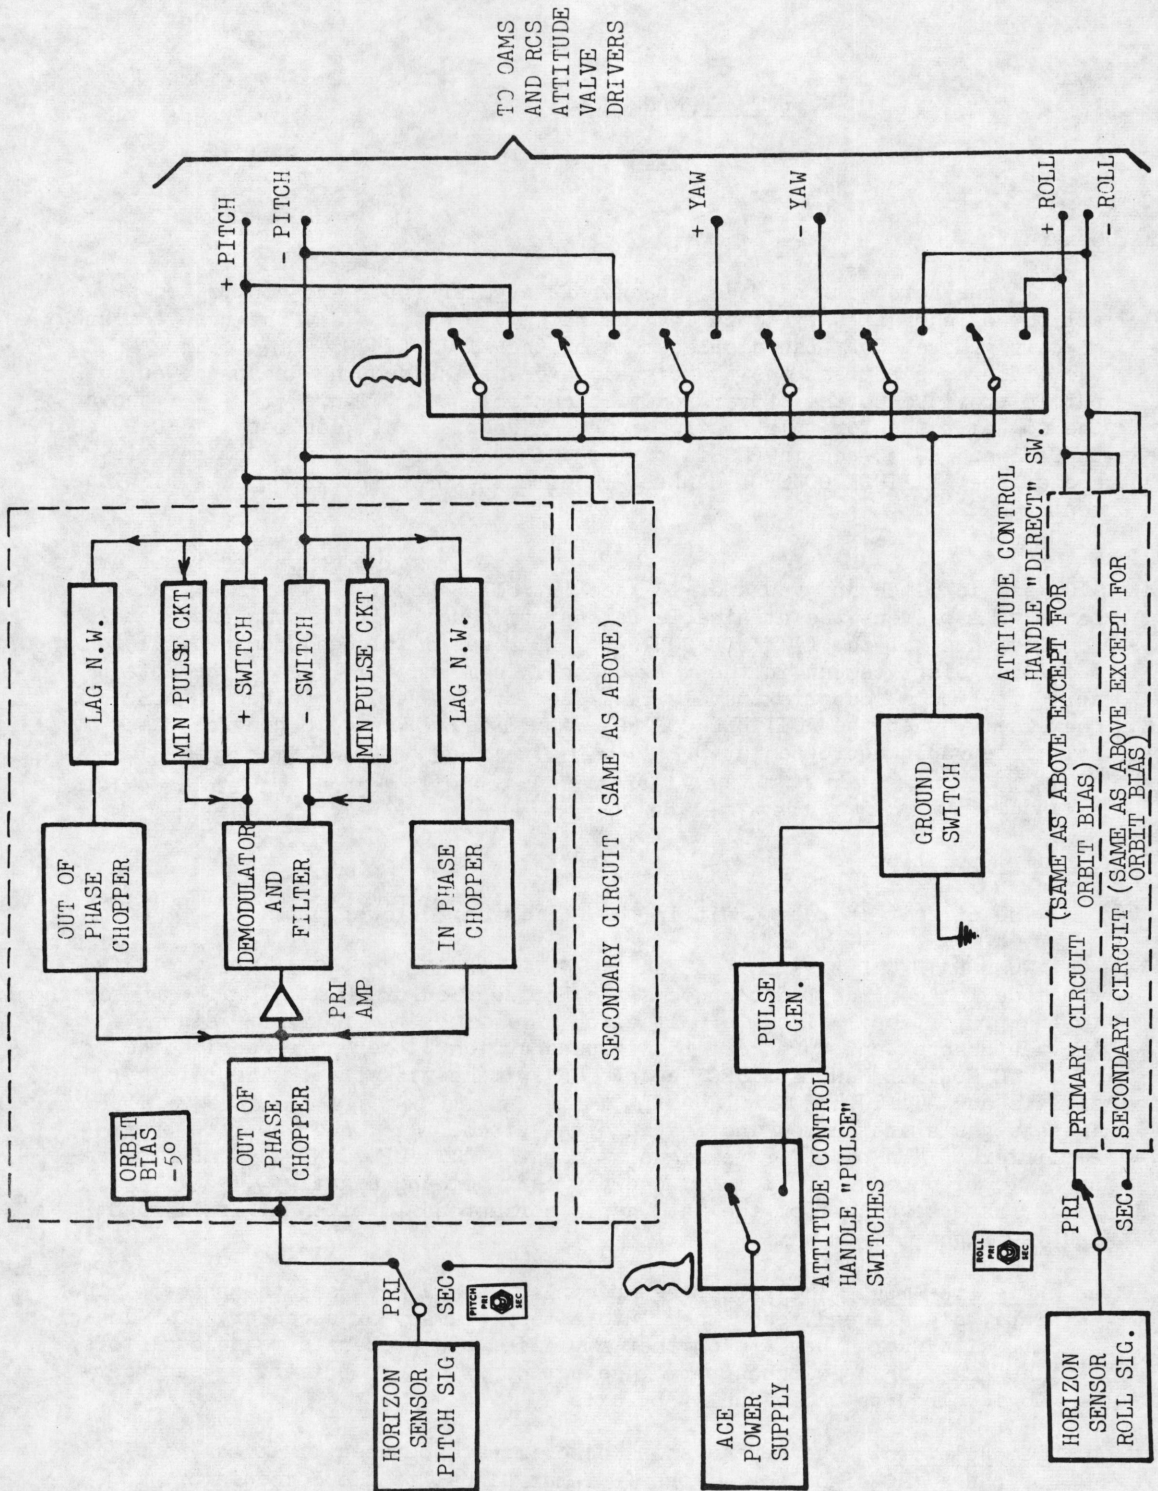 TO OAMS
AND RCS
ATTITUDE
VALVE
DRIVERS
+ PITCH
- PITCH
+ YAW
- YAW
+ ROLL
- ROLL
LAG N.W.
MIN PULSE CKT
+ SWITCH
- SWITCH
MIN PULSE CKT
LAG N.W.
OUT OF
PHASE
CHOPPER
DEMODULATOR
AND
FILTER
IN PHASE
CHOPPER
PRI
AMP
ORBIT
BIAS
-5°
OUT OF
PHASE
CHOPPER
SECONDARY CIRCUIT (SAME AS ABOVE)
PRI
SEC
PITCH
PRI
SEC
HORIZON
SENSOR
PITCH SIG.
ATTITUDE CONTROL
HANDLE "DIRECT" SW.
GROUND
SWITCH
PULSE
GEN.
ATTITUDE CONTROL
HANDLE "PULSE"
SWITCHES
ACE
POWER
SUPPLY
PRIMARY CIRCUIT (SAME AS ABOVE EXCEPT FOR
ORBIT BIAS)
SECONDARY CIRCUIT (SAME AS ABOVE EXCEPT FOR
ORBIT BIAS)
PRI
SEC
ROLL
PRI
SEC
HORIZON
SENSOR
ROLL SIG.